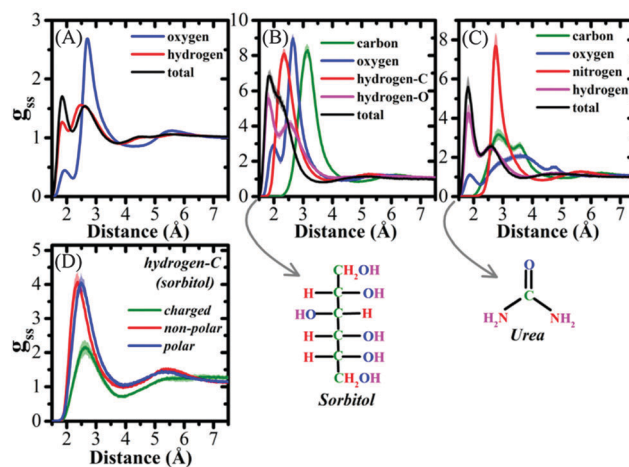 (A)
oxygen
hydrogen
total
g_ss
3
2
1
0
2 3 4 5 6 7
Distance (Å)
(B)
carbon
oxygen
hydrogen-C
hydrogen-O
total
10
8
6
4
2
0
2 3 4 5 6 7
Distance (Å)
(C)
carbon
oxygen
nitrogen
hydrogen
total
8
6
4
2
0
2 3 4 5 6 7
Distance (Å)
(D)
hydrogen-C
(sorbitol)
charged
non-polar
polar
g_ss
5
4
3
2
1
0
2 3 4 5 6 7
Distance (Å)
CH2OH
H C OH
HO C H
H C OH
H C OH
CH2OH
Sorbitol
O
C
H2N NH2
Urea